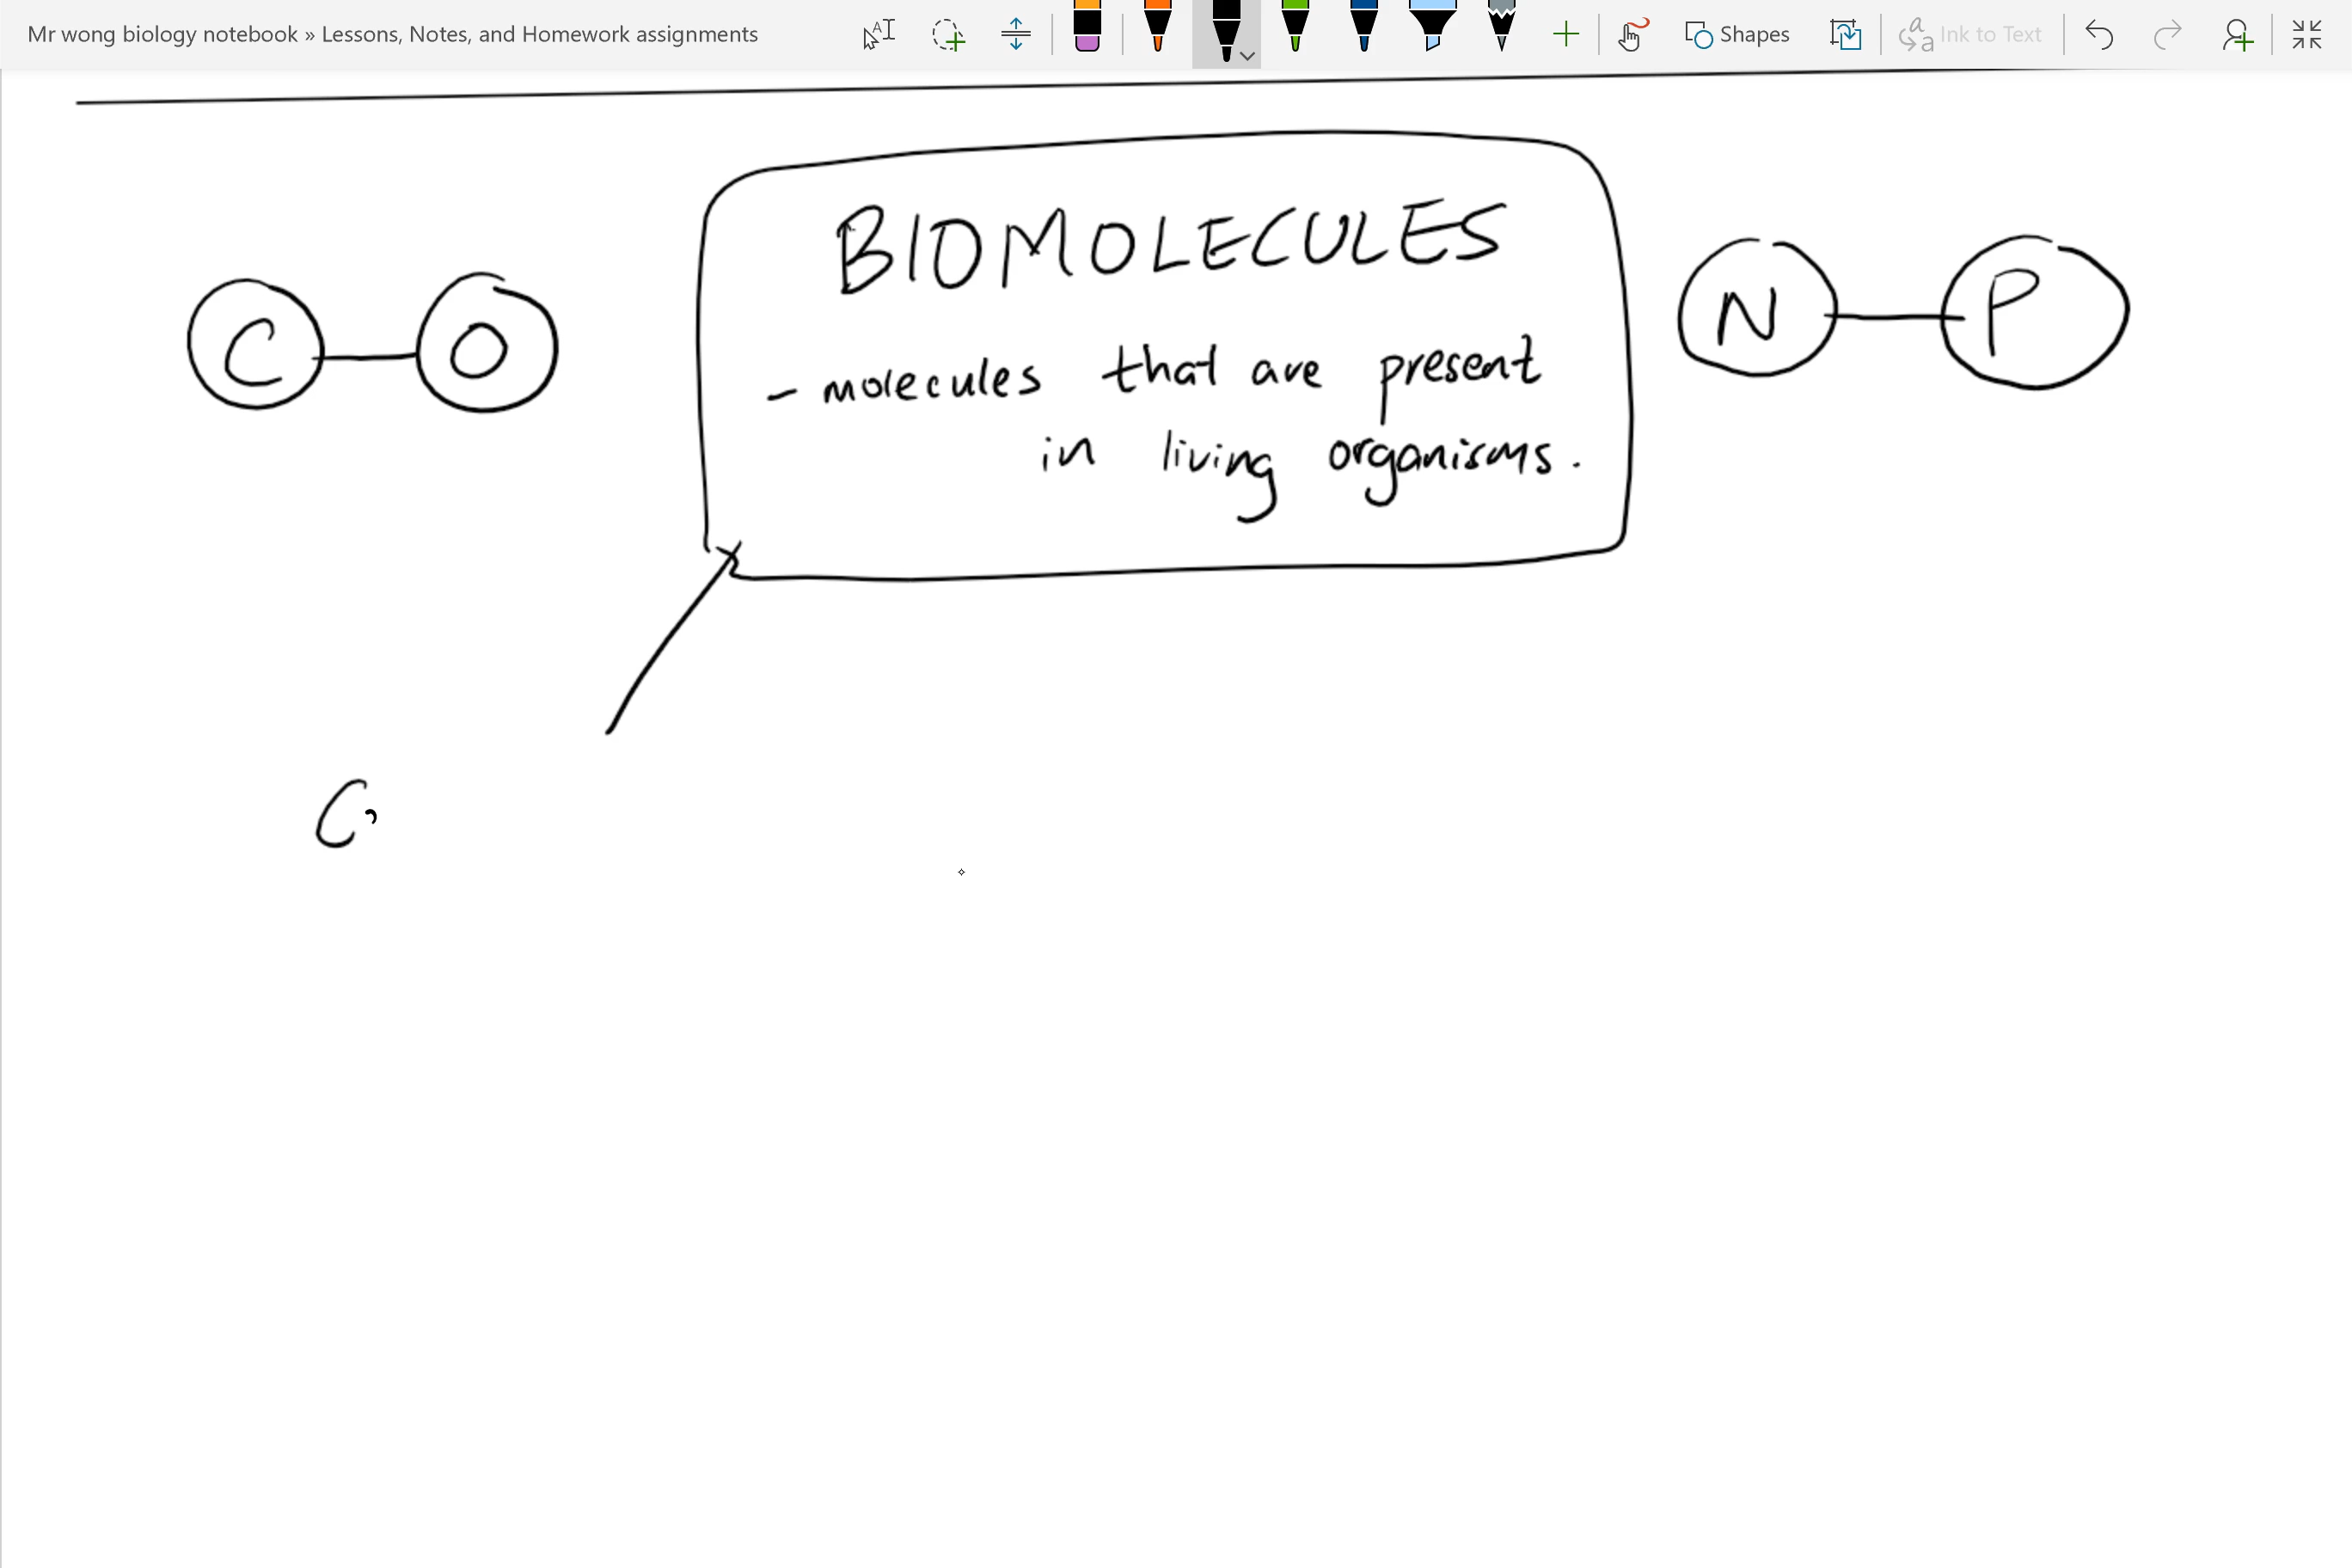 Mr wong biology notebook » Lessons, Notes, and Homework assignments
Shapes
Ink to Text
BIOMOLECULES
C O
N P
- molecules that are present
in living organisms.
C